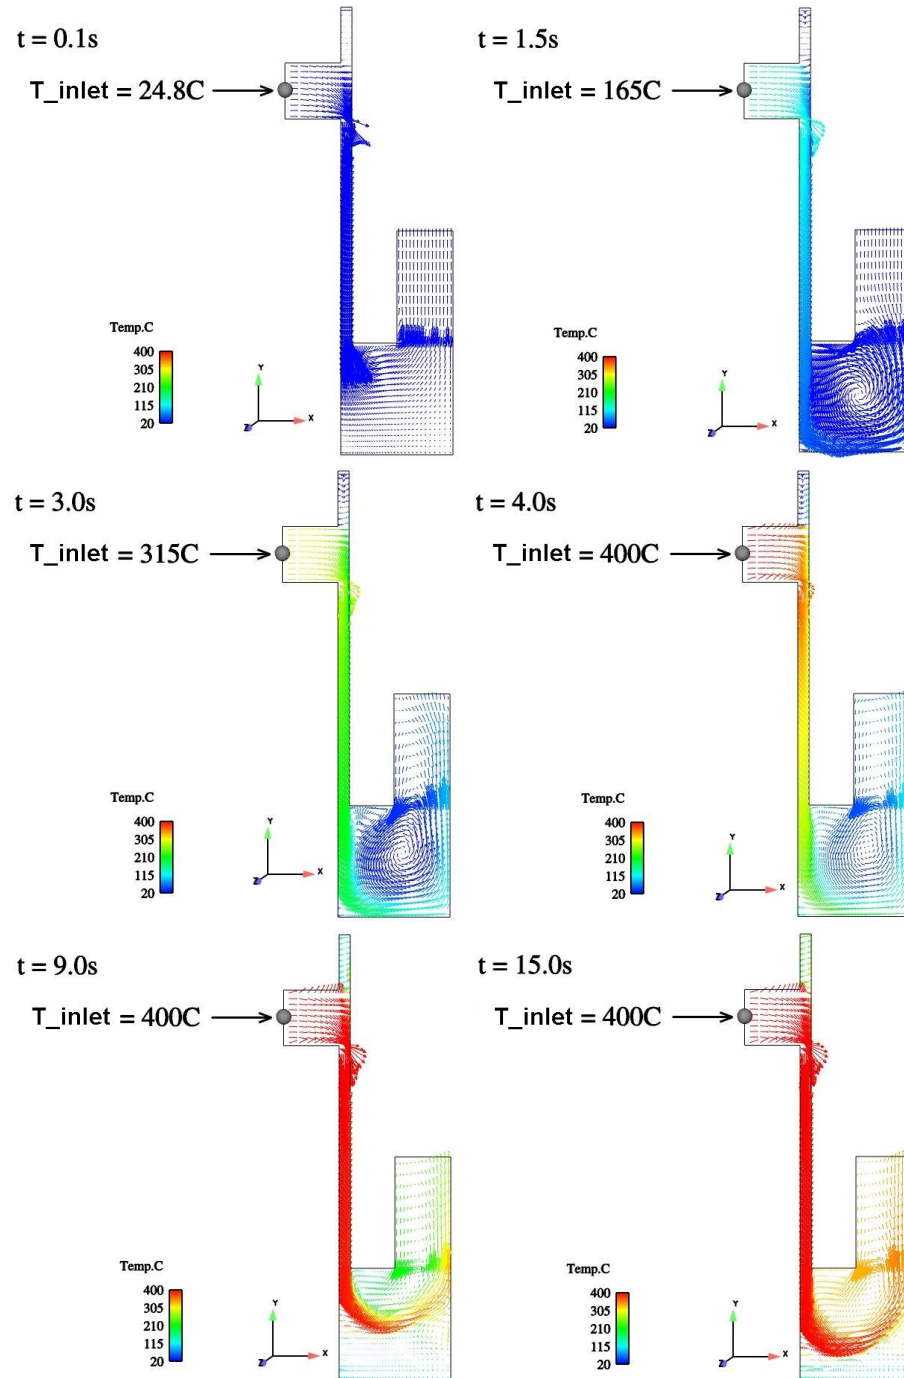 t = 0.1s
T_inlet = 24.8C
Temp.C
400
305
210
115
20
Y
X
Z
t = 1.5s
T_inlet = 165C
Temp.C
400
305
210
115
20
Y
X
Z
t = 3.0s
T_inlet = 315C
Temp.C
400
305
210
115
20
Y
X
Z
t = 4.0s
T_inlet = 400C
Temp.C
400
305
210
115
20
Y
X
Z
t = 9.0s
T_inlet = 400C
Temp.C
400
305
210
115
20
Y
X
Z
t = 15.0s
T_inlet = 400C
Temp.C
400
305
210
115
20
Y
X
Z